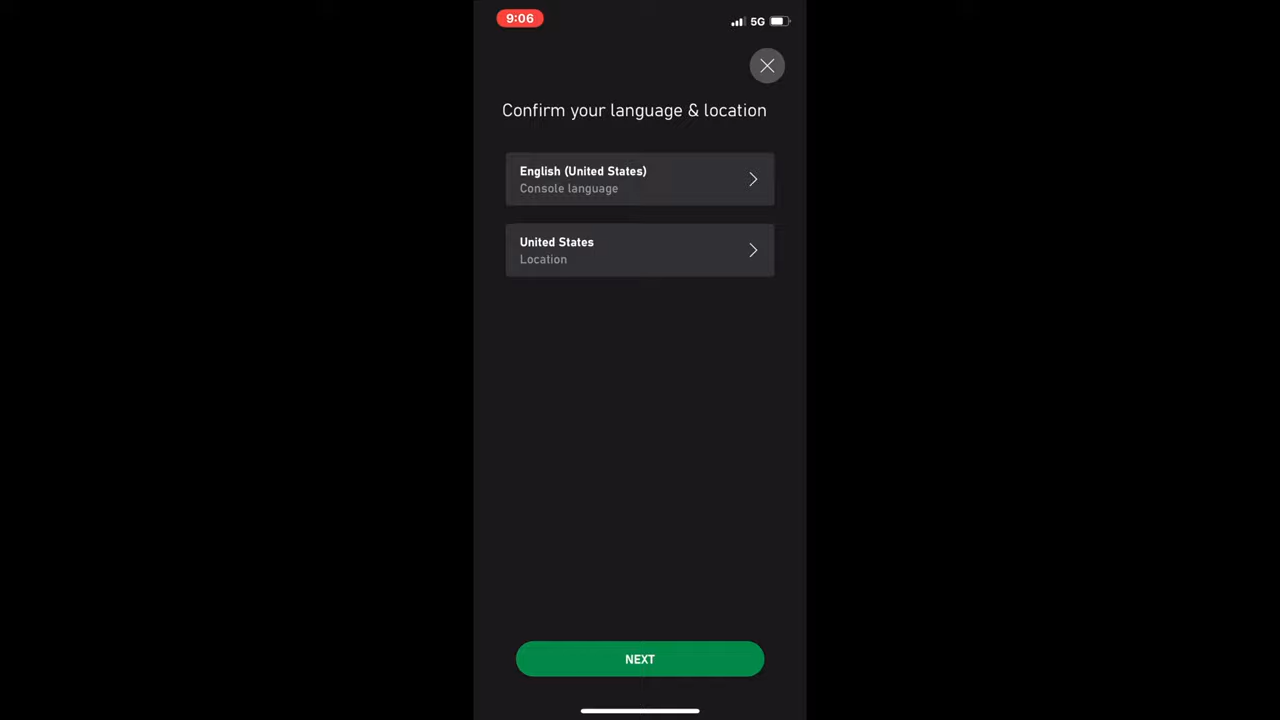 9:06
5G
Confirm your language & location
English (United States)
Console language
United States
Location
NEXT